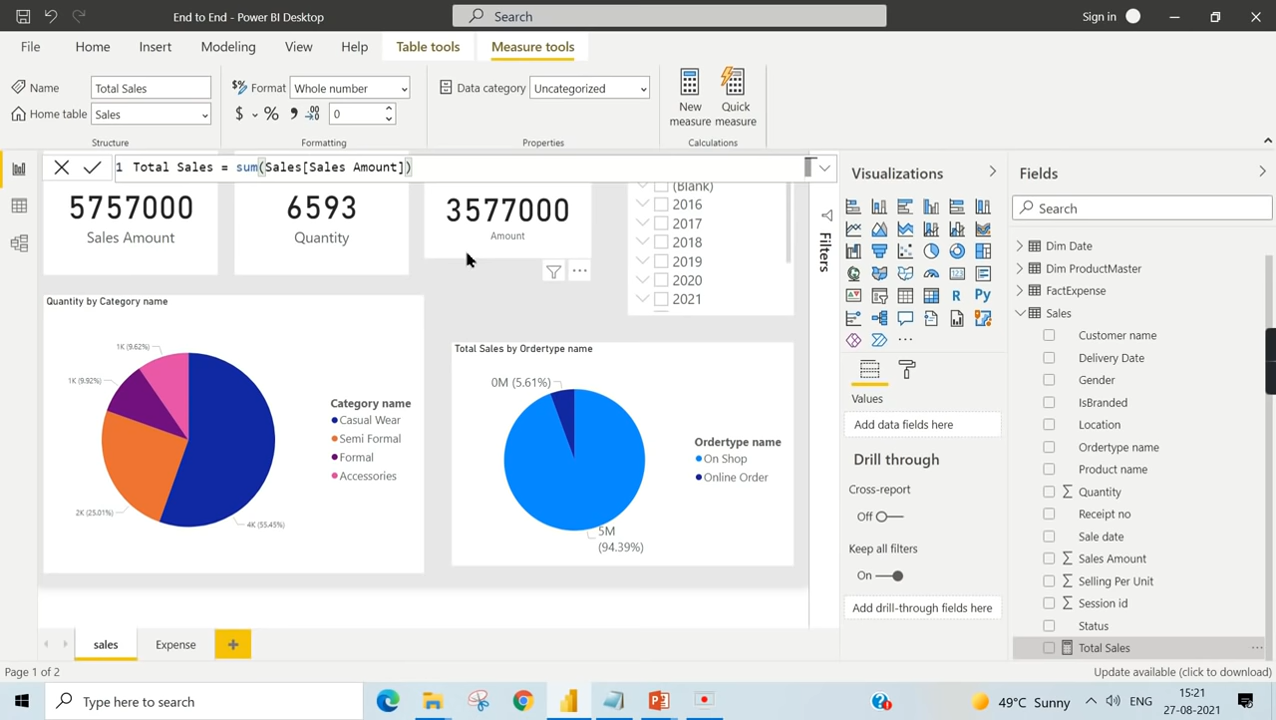 End to End - Power BI Desktop
Search
Sign in
File
Home
Insert
Modeling
View
Help
Table tools
Measure tools
Name
Total Sales
Home table
Sales
Structure
Format
Whole number
$ % 9 .00
0
Formatting
Data category
Uncategorized
Properties
New measure
Quick measure
Calculations
1 Total Sales = sum(Sales[Sales Amount])
5757000
Sales Amount
6593
Quantity
3577000
Amount
(Blank)
2016
2017
2018
2019
2020
2021
Quantity by Category name
1K (9.62%)
1K (9.92%)
2K (25.01%)
4K (55.45%)
Category name
Casual Wear
Semi Formal
Formal
Accessories
Total Sales by Ordertype name
0M (5.61%)
5M
(94.39%)
Ordertype name
On Shop
Online Order
Filters
Visualizations
R
Py
Values
Add data fields here
Drill through
Cross-report
Off
Keep all filters
On
Add drill-through fields here
Fields
Search
Dim Date
Dim ProductMaster
FactExpense
Sales
Customer name
Delivery Date
Gender
IsBranded
Location
Ordertype name
Product name
Σ Quantity
Receipt no
Sale date
Σ Sales Amount
Σ Selling Per Unit
Σ Session id
Status
Total Sales
sales
Expense
Page 1 of 2
Update available (click to download)
Type here to search
49°C Sunny
ENG
15:21
27-08-2021